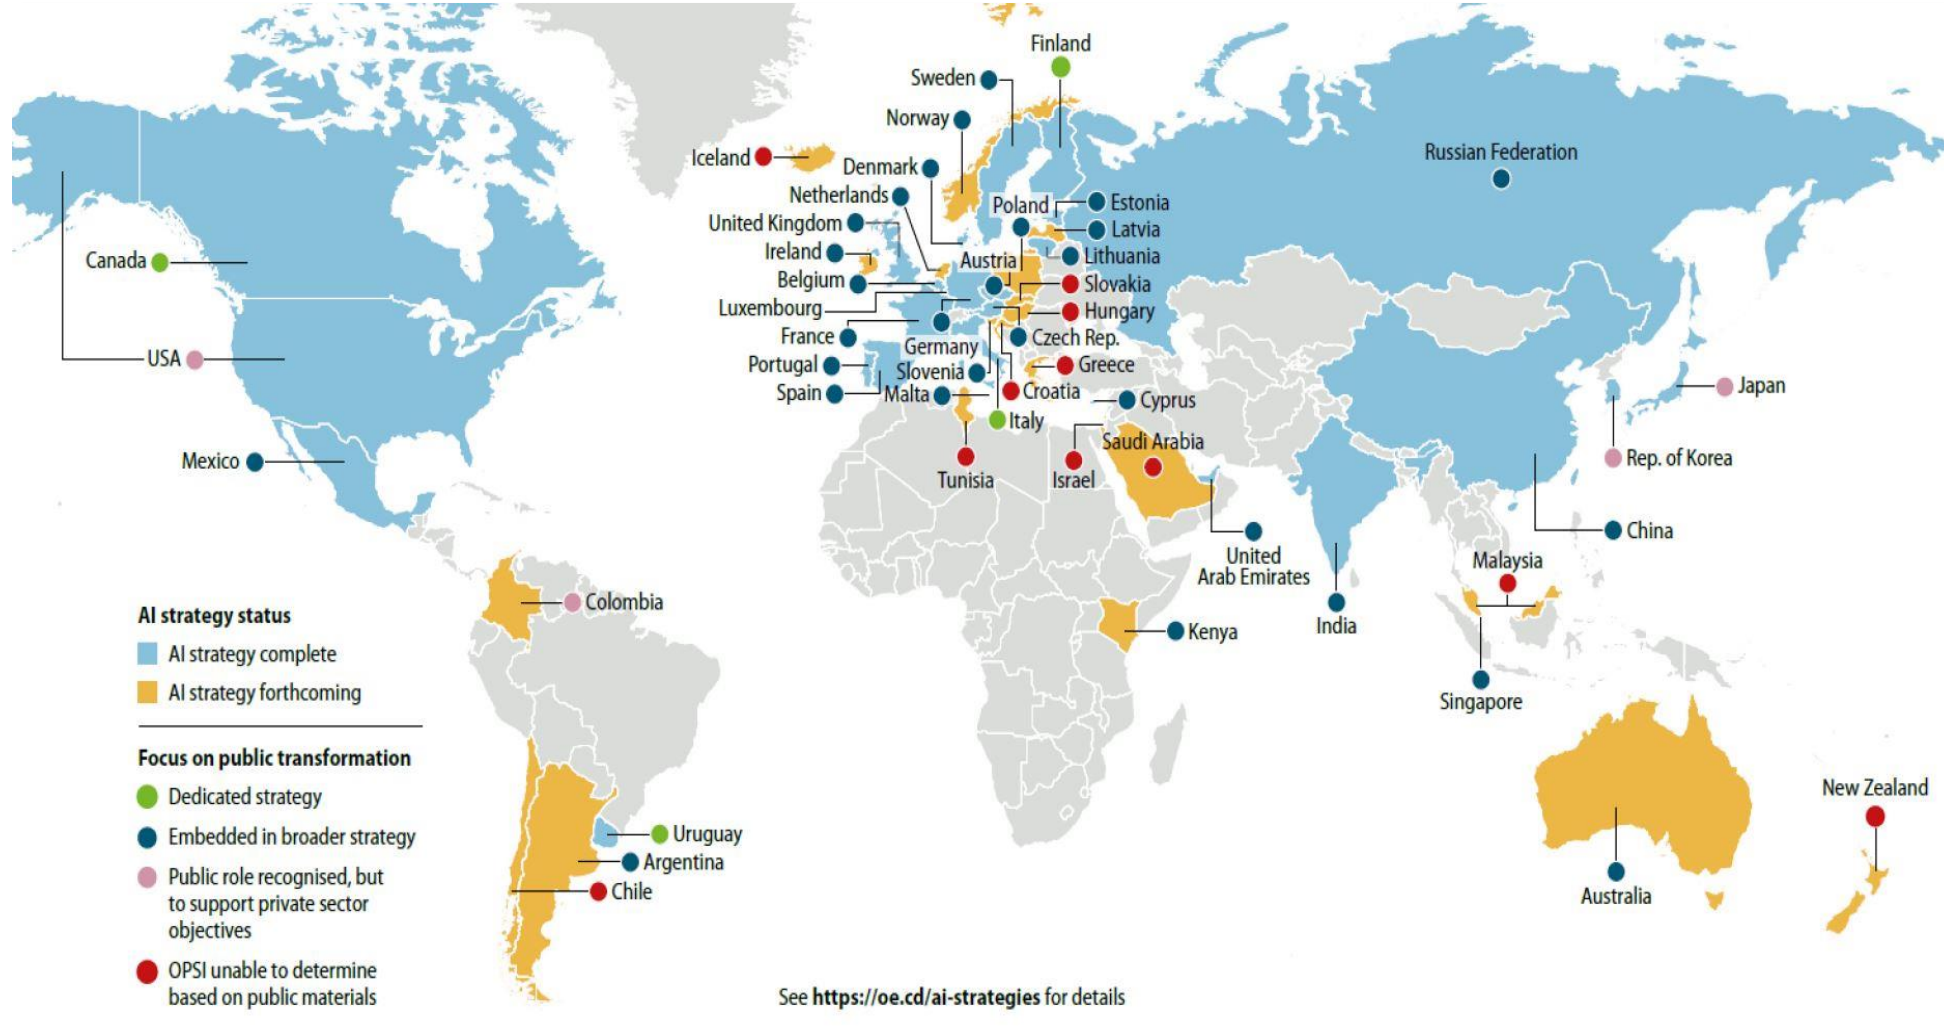 Finland
Sweden
Norway
Iceland
Denmark
Netherlands
United Kingdom
Ireland
Belgium
Luxembourg
France
Portugal
Spain
Poland
Austria
Germany
Slovenia
Malta
Estonia
Latvia
Lithuania
Slovakia
Hungary
Czech Rep.
Greece
Croatia
Italy
Cyprus
Russian Federation
Canada
USA
Mexico
Japan
Rep. of Korea
Tunisia
Israel
Saudi Arabia
United
Arab Emirates
China
Malaysia
India
Singapore
Kenya
Colombia
Uruguay
Argentina
Chile
Australia
New Zealand
AI strategy status
AI strategy complete
AI strategy forthcoming
Focus on public transformation
Dedicated strategy
Embedded in broader strategy
Public role recognised, but
to support private sector
objectives
OPSI unable to determine
based on public materials
See https://oe.cd/ai-strategies for details